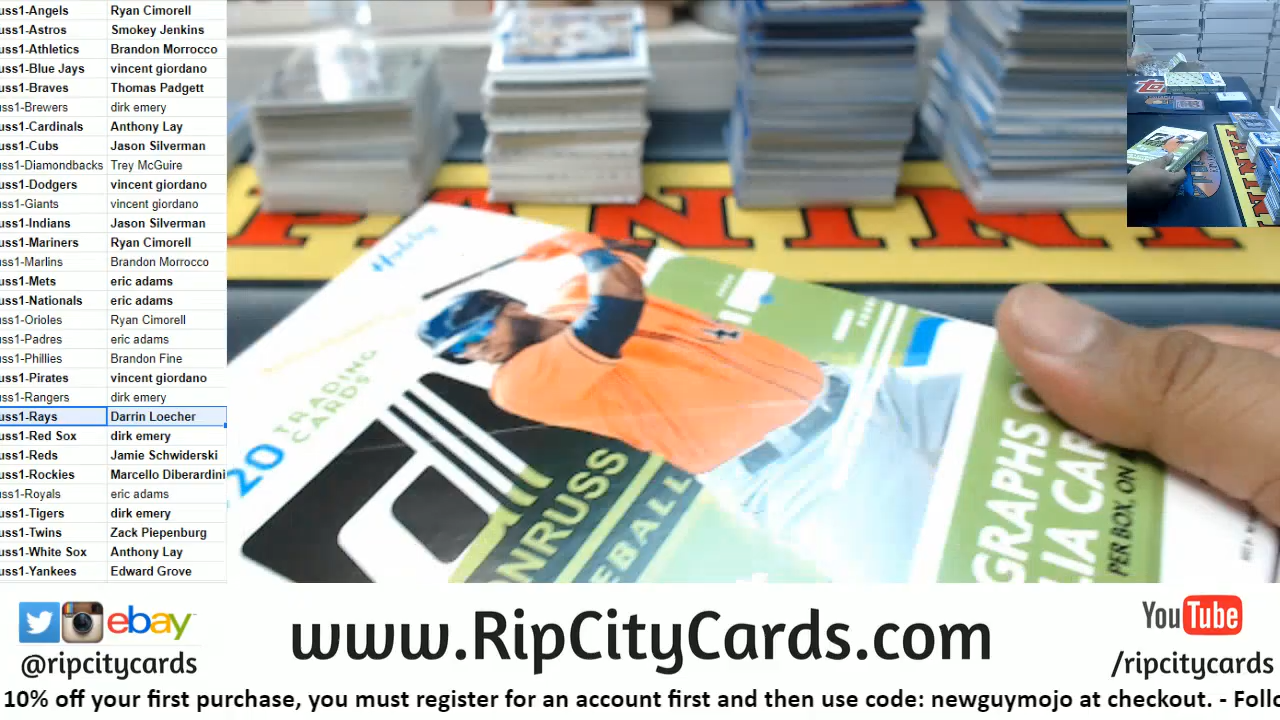 uss1-Angels Ryan Cimorell
uss1-Astros Smokey Jenkins
uss1-Athletics Brandon Morrocco
uss1-Blue Jays vincent giordano
uss1-Braves Thomas Padgett
uss1-Brewers dirk emery
uss1-Cardinals Anthony Lay
uss1-Cubs Jason Silverman
uss1-Diamondbacks Trey McGuire
uss1-Dodgers vincent giordano
uss1-Giants vincent giordano
uss1-Indians Jason Silverman
uss1-Mariners Ryan Cimorell
uss1-Marlins Brandon Morrocco
uss1-Mets eric adams
uss1-Nationals eric adams
uss1-Orioles Ryan Cimorell
uss1-Padres eric adams
uss1-Phillies Brandon Fine
uss1-Pirates vincent giordano
uss1-Rangers dirk emery
uss1-Rays Darrin Loecher
uss1-Red Sox dirk emery
uss1-Reds Jamie Schwiderski
uss1-Rockies Marcello Diberardini
uss1-Royals eric adams
uss1-Tigers dirk emery
uss1-Twins Zack Piepenburg
uss1-White Sox Anthony Lay
uss1-Yankees Edward Grove
PANINI
20 TRADING
CARDS
ONRUSS
EBALL
GRAPHS O
LIA CAR
PER BOX, ON
ebay
@ripcitycards
www.RipCityCards.com
YouTube
/ripcitycards
10% off your first purchase, you must register for an account first and then use code: newguymojo at checkout. - Follo